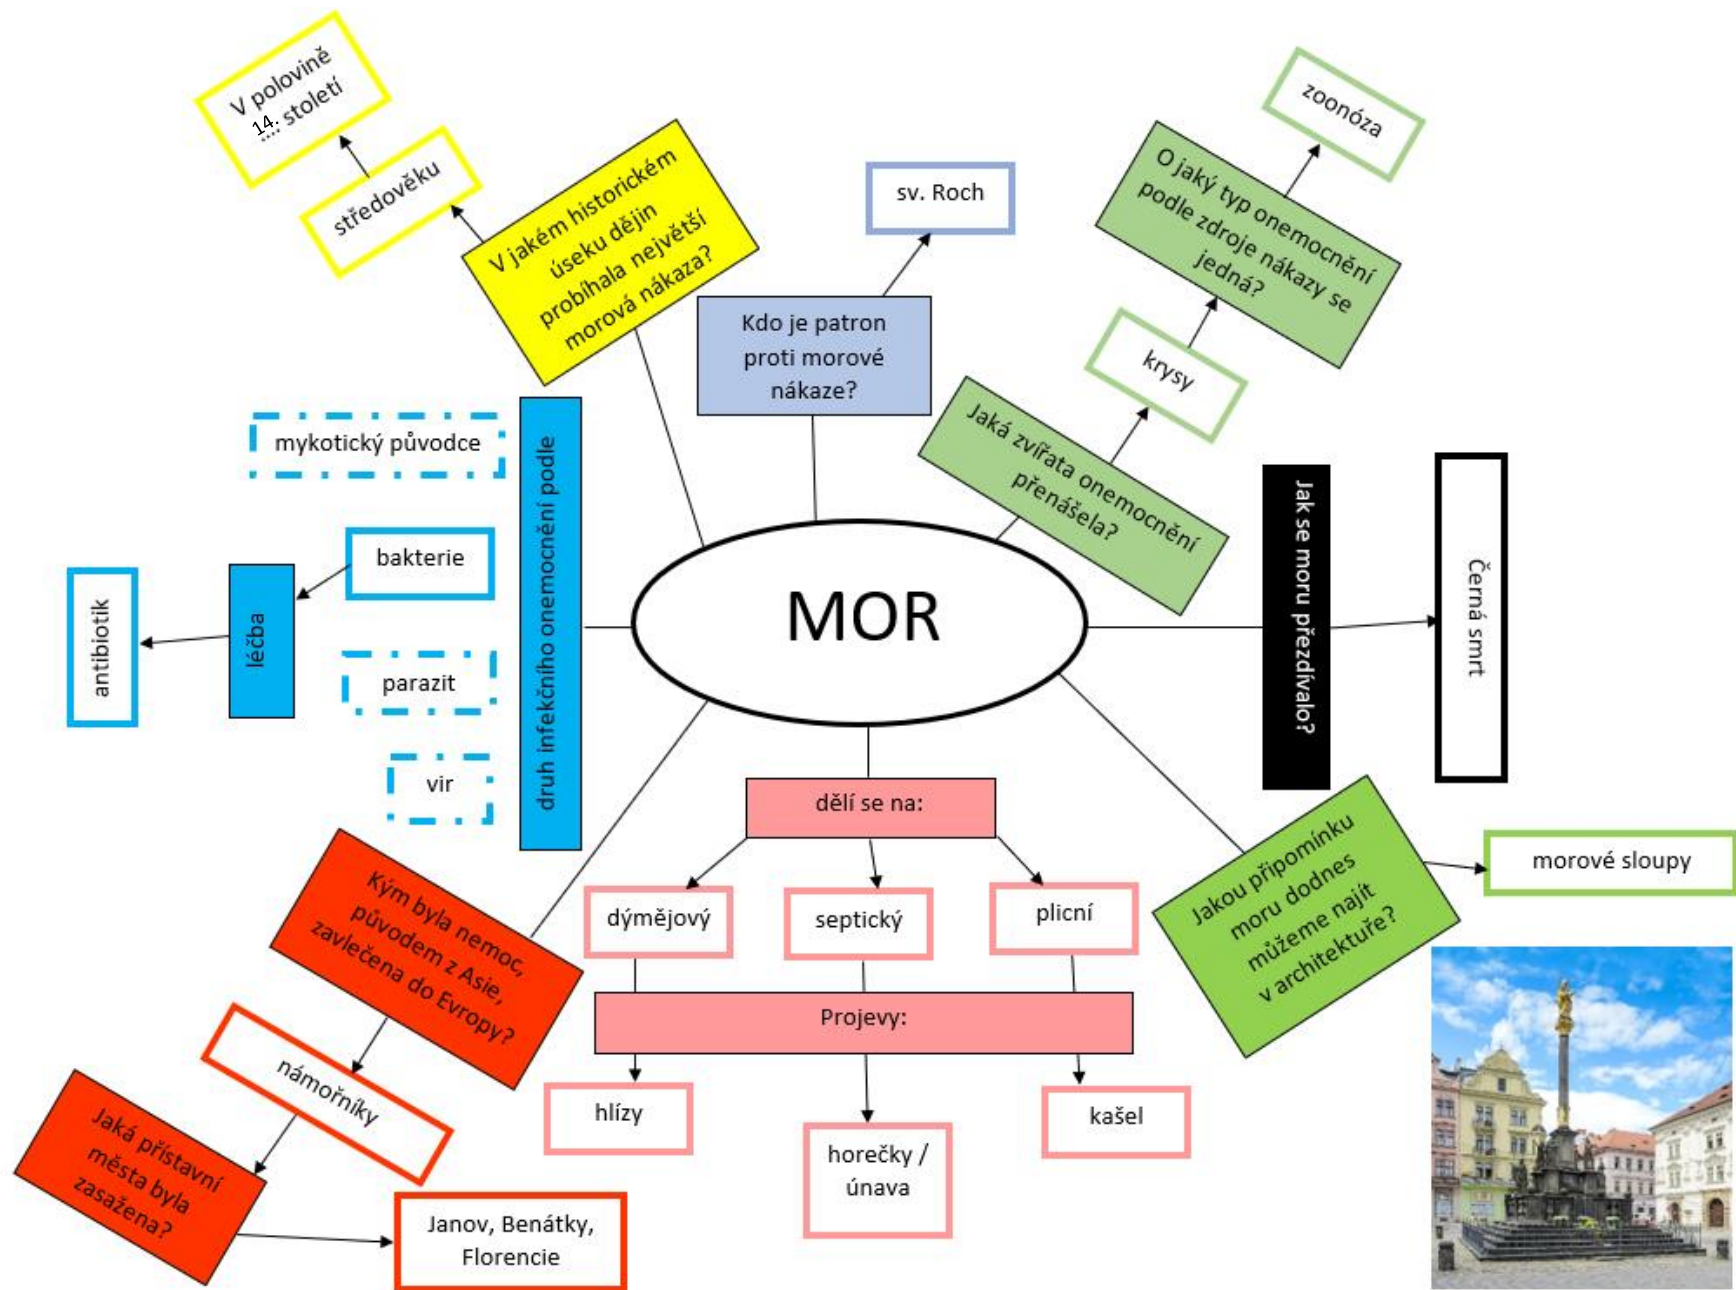 V polovině
14.
.... století
středověku
V jakém historickém
úseku dějin
probíhala největší
morová nákaza?
sv. Roch
Kdo je patron
proti morové
nákaze?
zoonóza
O jaký typ onemocnění
podle zdroje nákazy se
jedná?
krysy
Jaká zvířata onemocnění
přenášela?
MOR
Jak se moru přezdívalo?
Černá smrt
druh infekčního onemocnění podle
mykotický původce
bakterie
léčba
antibiotik
parazit
vir
dělí se na:
dýmějový
septický
plicní
Projevy:
hlízy
horečky /
únava
kašel
Jakou připomínku
moru dodnes
můžeme najít
v architektuře?
morové sloupy
Kým byla nemoc,
původem z Asie,
zavlečena do Evropy?
námořníky
Jaká přístavní
města byla
zasažena?
Janov, Benátky,
Florencie